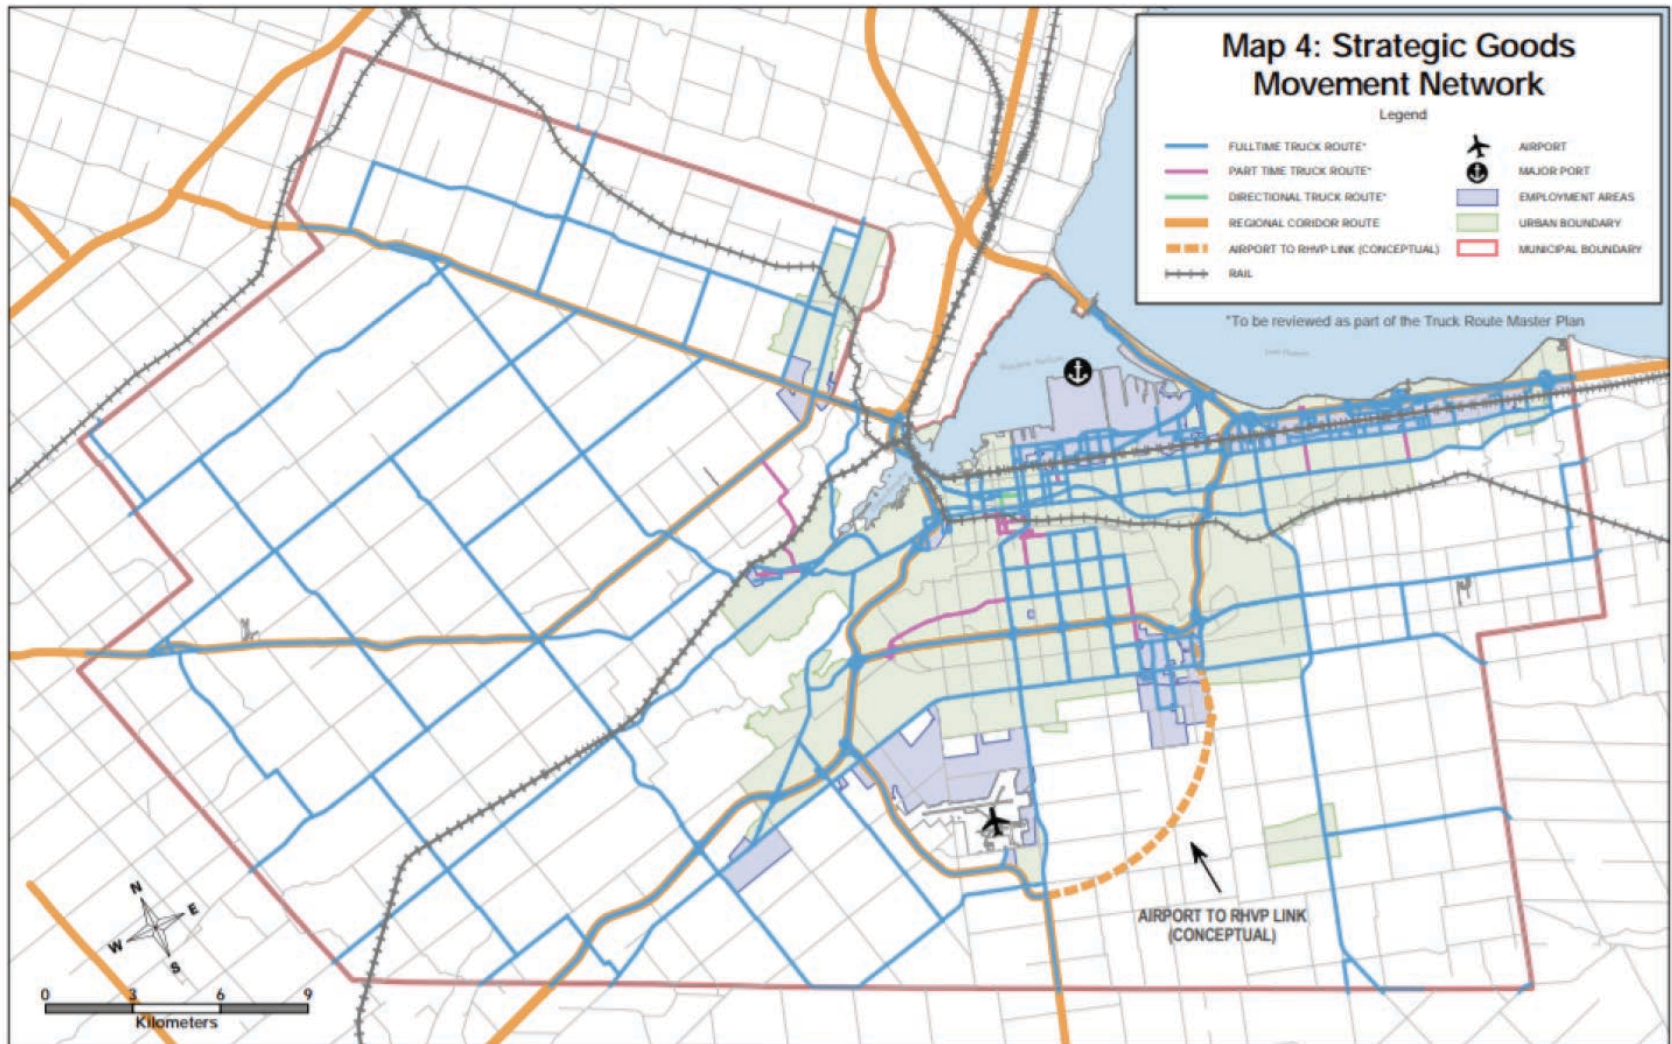 Map 4: Strategic Goods
Movement Network
Legend
FULLTIME TRUCK ROUTE*
PART TIME TRUCK ROUTE*
DIRECTIONAL TRUCK ROUTE*
REGIONAL CORIDOR ROUTE
AIRPORT TO RHVP LINK (CONCEPTUAL)
RAIL
AIRPORT
MAJOR PORT
EMPLOYMENT AREAS
URBAN BOUNDARY
MUNICIPAL BOUNDARY
*To be reviewed as part of the Truck Route Master Plan
AIRPORT TO RHVP LINK
(CONCEPTUAL)
N
E
W
S
0 3 6 9
Kilometers